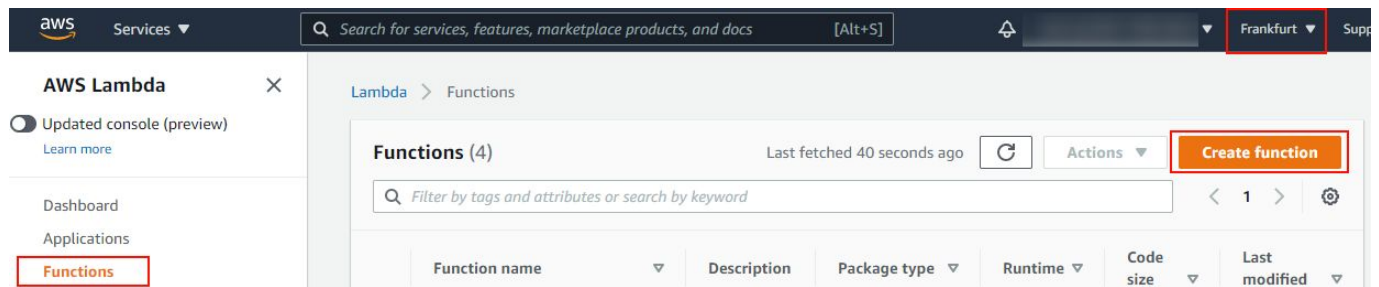 aws Services ▼ Search for services, features, marketplace products, and docs [Alt+S] ▼ Frankfurt ▼ Supp
AWS Lambda
Updated console (preview)
Learn more
Dashboard
Applications
Functions
Lambda > Functions
Functions (4) Last fetched 40 seconds ago Actions ▼ Create function
Filter by tags and attributes or search by keyword < 1 >
Function name Description Package type Runtime Code size Last modified